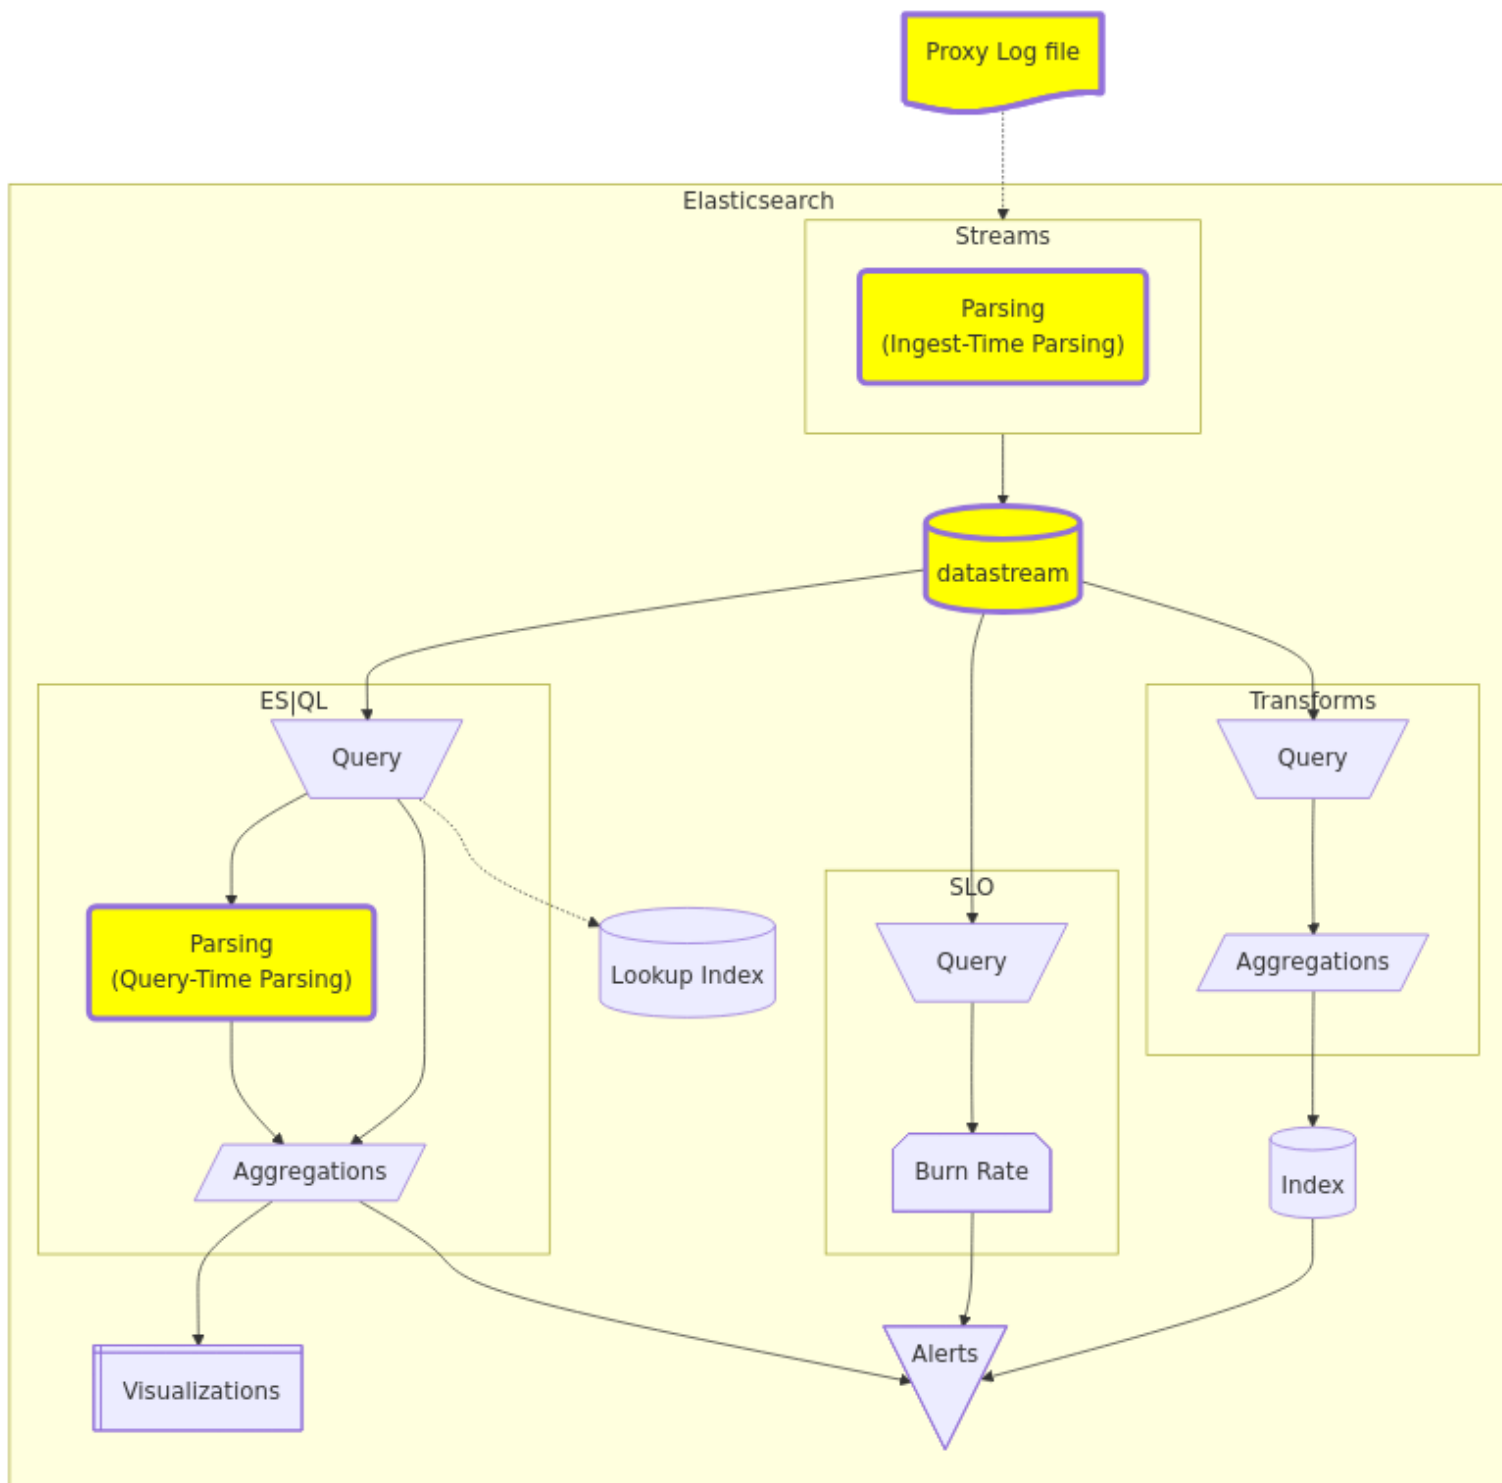 Proxy Log file
Elasticsearch
Streams
Parsing
(Ingest-Time Parsing)
datastream
ES|QL
Query
Parsing
(Query-Time Parsing)
Aggregations
Lookup Index
SLO
Query
Burn Rate
Transforms
Query
Aggregations
Index
Visualizations
Alerts